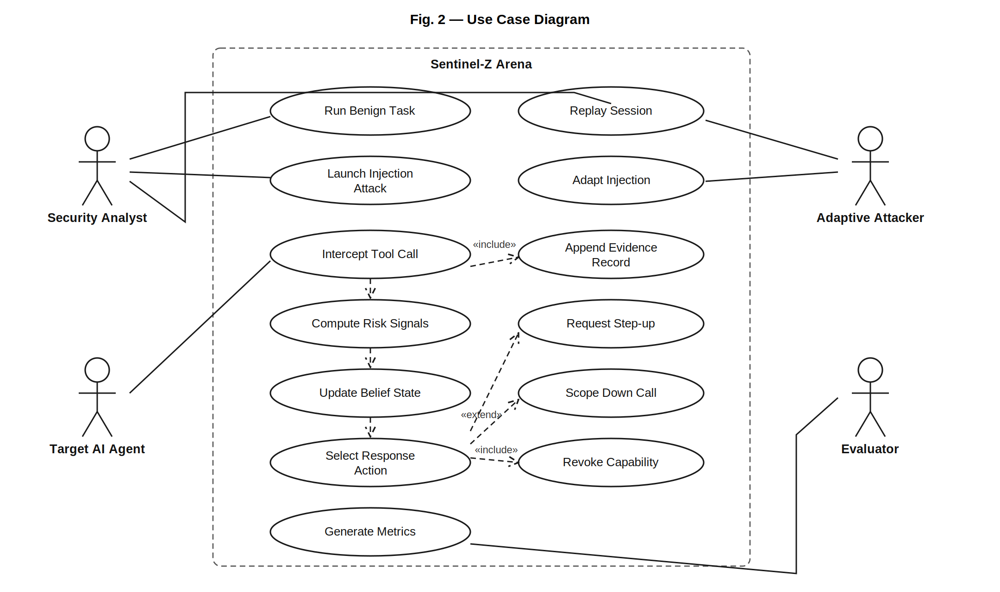 Fig. 2 — Use Case Diagram
Sentinel-Z Arena
Run Benign Task
Replay Session
Launch Injection
Attack
Adapt Injection
Security Analyst
Adaptive Attacker
Intercept Tool Call
«include»
Append Evidence
Record
Compute Risk Signals
Request Step-up
Update Belief State
Scope Down Call
«extend»
Target AI Agent
Evaluator
Select Response
Action
«include»
Revoke Capability
Generate Metrics